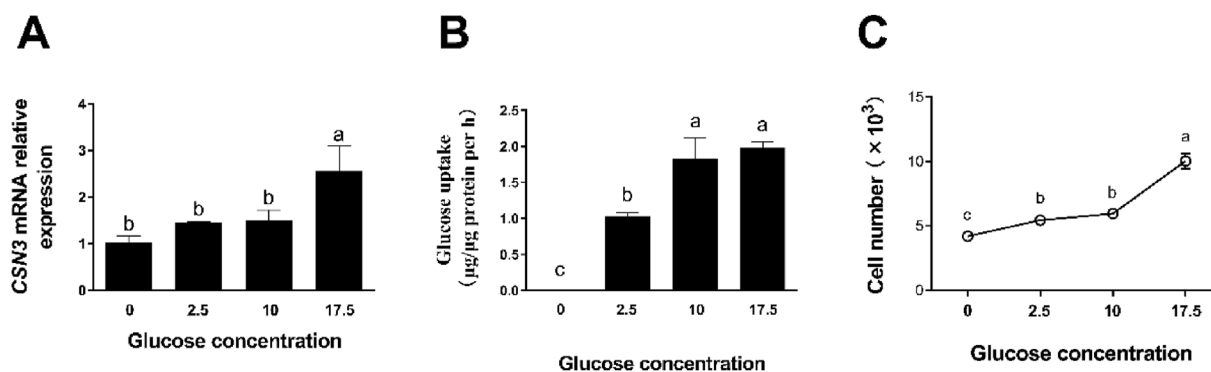 A
CSN3 mRNA relative
expression
4
3
2
1
0
b
b
b
a
0
2.5
10
17.5
Glucose concentration
B
Glucose uptake
(µg/µg protein per h)
2.5
2.0
1.5
1.0
0.5
0.0
c
b
a
a
0
2.5
10
17.5
Glucose concentration
C
Cell number (×10³)
15
10
5
0
c
b
b
a
0
2.5
10
17.5
Glucose concentration